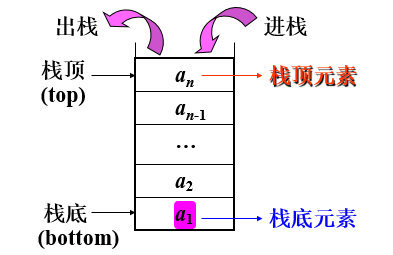 出栈
进栈
栈顶
(top)
aₙ
栈顶元素
aₙ₋₁
…
a₂
栈底
(bottom)
a₁
栈底元素